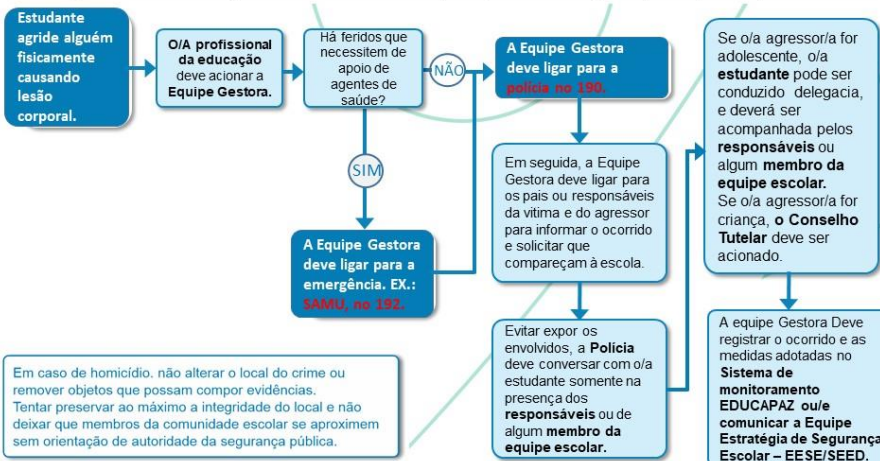 Estudante
agride alguém
fisicamente
causando
lesão
corporal.
O/A profissional
da educação
deve acionar a
Equipe Gestora.
Há feridos que
necessitem de
apoio de
agentes de
saúde?
NÃO
SIM
A Equipe Gestora
deve ligar para a
emergência. EX.:
SAMU, no 192.
A Equipe Gestora
deve ligar para a
polícia no 190.
Em seguida, a Equipe
Gestora deve ligar para
os pais ou responsáveis
da vitima e do agressor
para informar o ocorrido
e solicitar que
compareçam à escola.
Evitar expor os
envolvidos, a Polícia
deve conversar com o/a
estudante somente na
presença dos
responsáveis ou de
algum membro da
equipe escolar.
Se o/a agressor/a for
adolescente, o/a
estudante pode ser
conduzido delegacia,
e deverá ser
acompanhada pelos
responsáveis ou
algum membro da
equipe escolar.
Se o/a agressor/a for
criança, o Conselho
Tutelar deve ser
acionado.
A equipe Gestora Deve
registrar o ocorrido e as
medidas adotadas no
Sistema de
monitoramento
EDUCAPAZ ou/e
comunicar a Equipe
Estratégia de Segurança
Escolar – EESE/SEED.
Em caso de homicídio. não alterar o local do crime ou
remover objetos que possam compor evidências.
Tentar preservar ao máximo a integridade do local e não
deixar que membros da comunidade escolar se aproximem
sem orientação de autoridade da segurança pública.